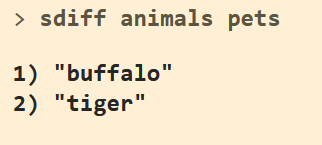 > sdiff animals pets
1) "buffalo"
2) "tiger"